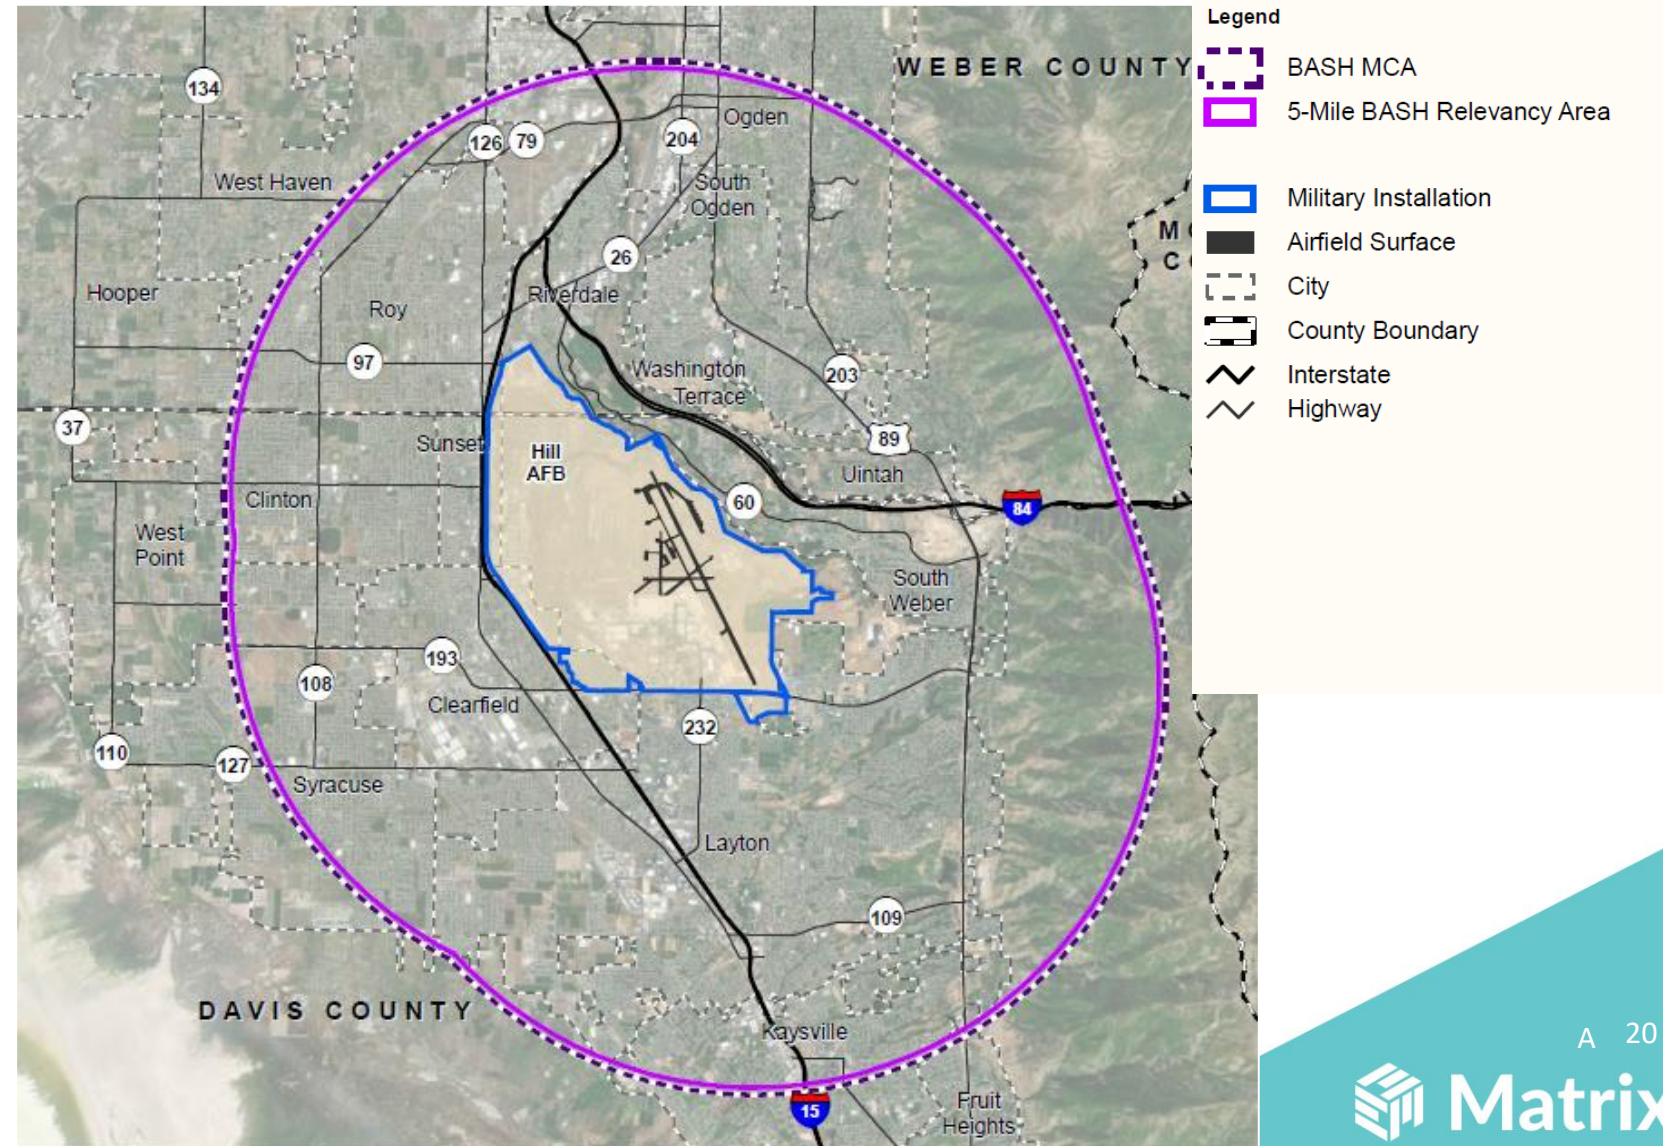 Legend
BASH MCA
5-Mile BASH Relevancy Area
Military Installation
Airfield Surface
City
County Boundary
Interstate
Highway
WEBER COUNTY
134
Ogden
126
79
204
West Haven
South
Ogden
M
C
26
Hooper
Riverdale
Roy
97
Washington
Terrace
203
37
89
Sunset
Hill
AFB
Uintah
Clinton
60
84
West
Point
South
Weber
193
108
Clearfield
232
110
127
Syracuse
Layton
109
DAVIS COUNTY
Kaysville
15
Fruit
Heights
A 20
Matrix